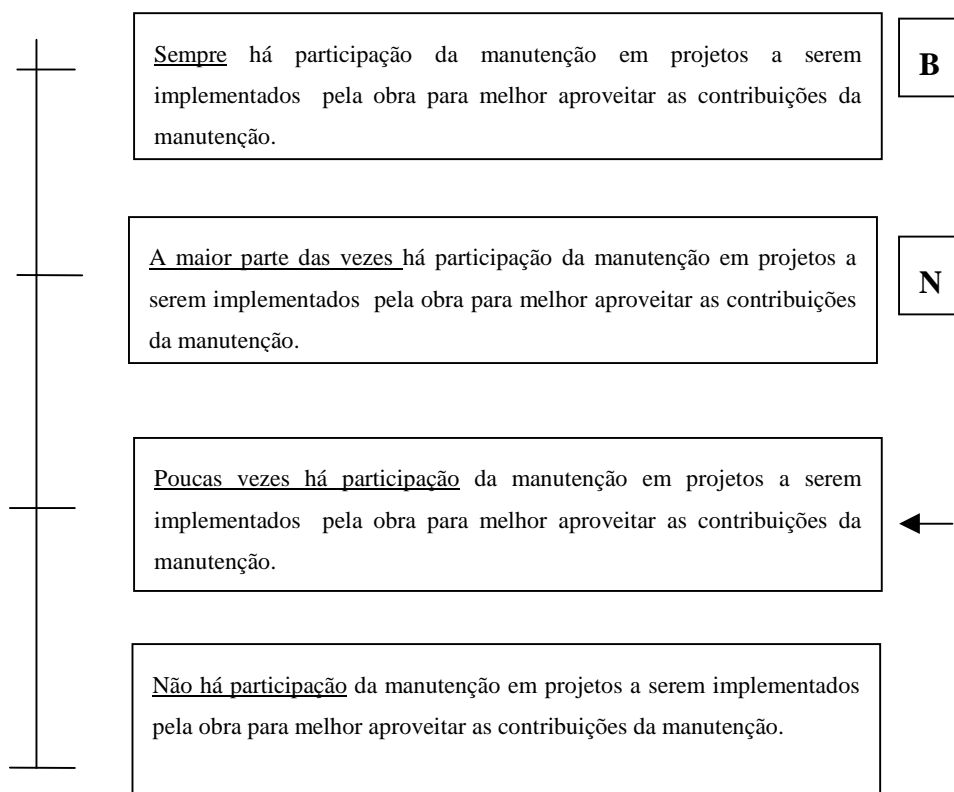 Sempre há participação da manutenção em projetos a serem
implementados pela obra para melhor aproveitar as contribuições da
manutenção.
B
A maior parte das vezes há participação da manutenção em projetos a
serem implementados pela obra para melhor aproveitar as contribuições
da manutenção.
N
Poucas vezes há participação da manutenção em projetos a serem
implementados pela obra para melhor aproveitar as contribuições da
manutenção.
Não há participação da manutenção em projetos a serem implementados
pela obra para melhor aproveitar as contribuições da manutenção.